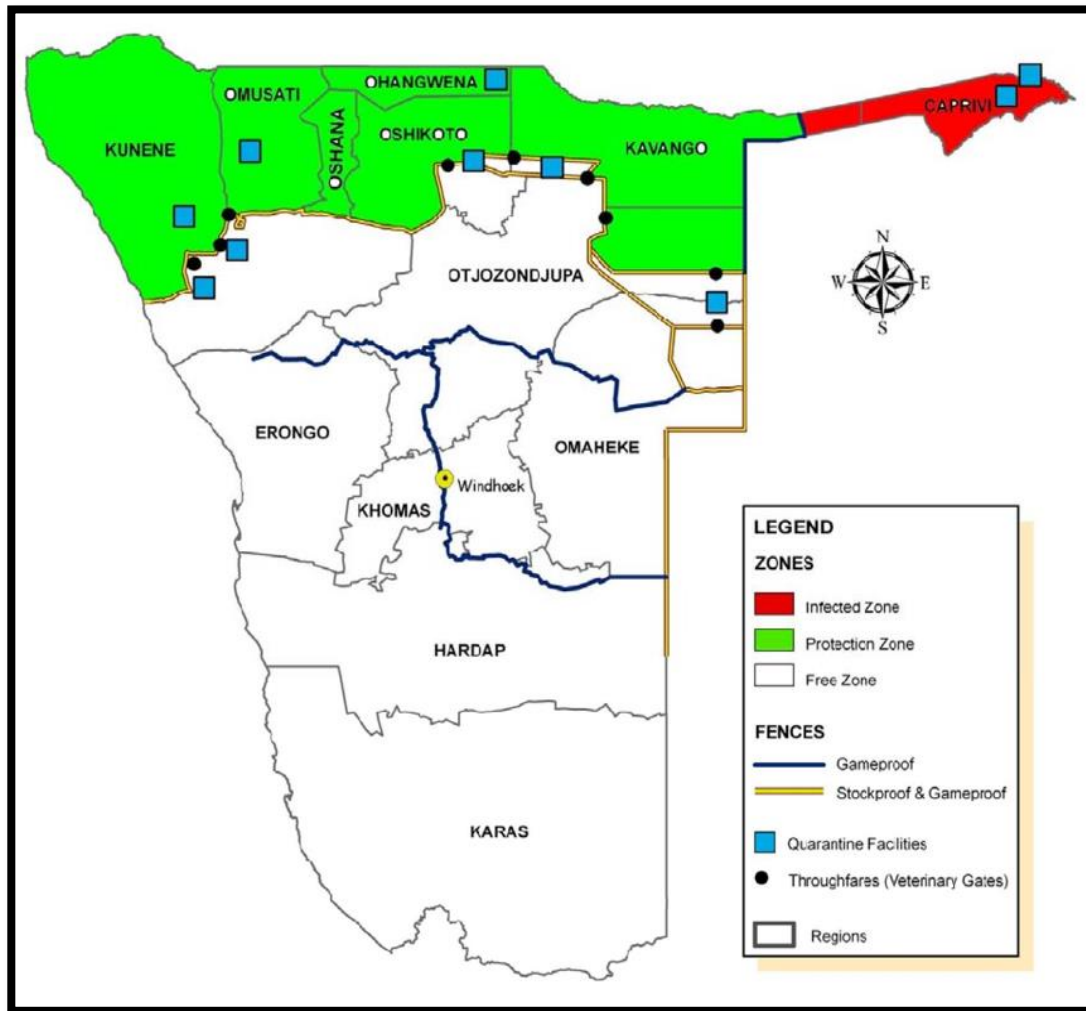 OHANGWENA
OMUSATI
CAPRIVI
OSHIKOTO
KUNENE
OSHANA
KAVANGO
N
OTJOZONDJUPA
W
E
S
ERONGO
OMAHEKE
Windhoek
KHOMAS
LEGEND
ZONES
Infected Zone
Protection Zone
HARDAP
Free Zone
FENCES
Gameproof
Stockproof & Gameproof
KARAS
Quarantine Facilities
Throughfares (Veterinary Gates)
Regions